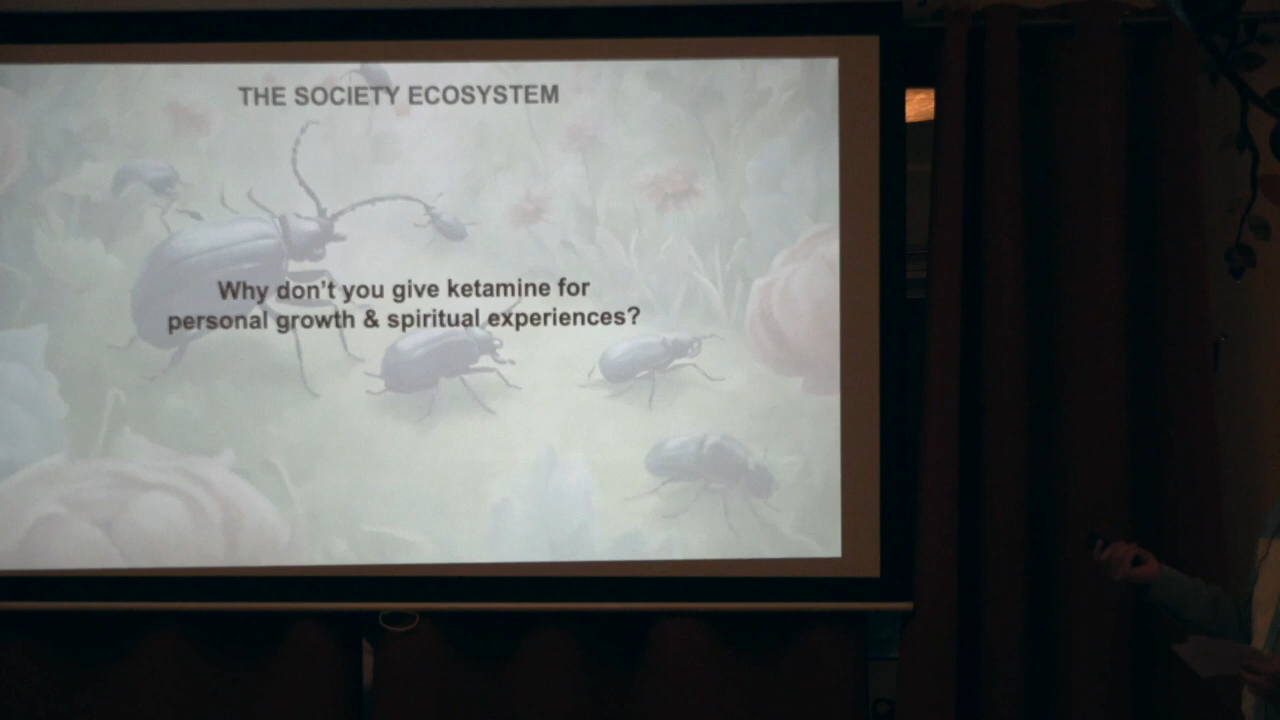 THE SOCIETY ECOSYSTEM
Why don't you give ketamine for
personal growth & spiritual experiences?